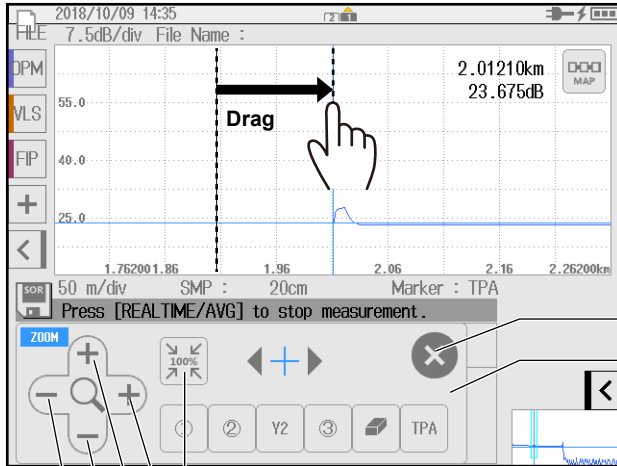 2018/10/09 14:35
2 1
FILE 7.5dB/div File Name :
OPM
2.01210km
23.675dB
MAP
VLS
55.0
Drag
FIP
40.0
+
25.0
1.762001.86 1.96 2.06 2.16 2.26200km
SOR
50 m/div SMP : 20cm Marker : TPA
Press [REALTIME/AVG] to stop measurement.
ZOOM
100%
① ② Y2 ③ TPA